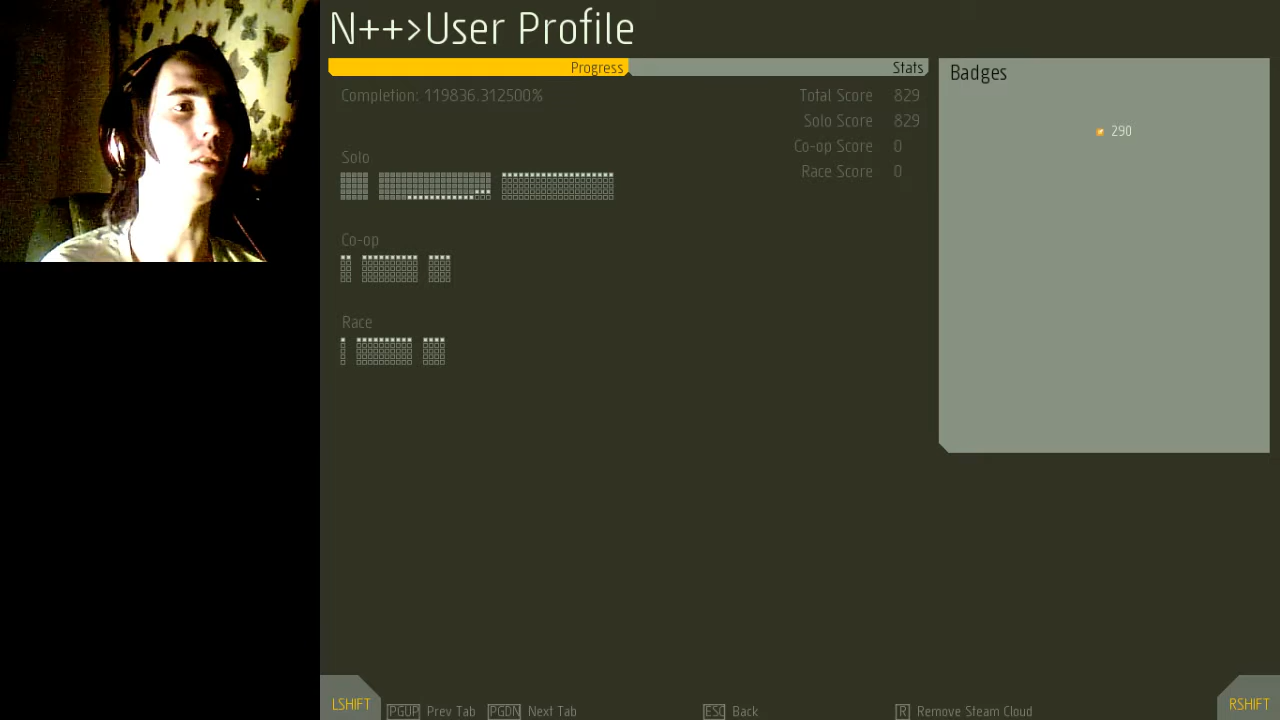 N++>User Profile
Progress
Stats
Badges
Completion: 119836.312500%
Total Score 829
Solo Score 829
Co-op Score 0
Race Score 0
290
Solo
Co-op
Race
LSHIFT
PGUP Prev Tab
PGDN Next Tab
ESC Back
R Remove Steam Cloud
RSHIFT